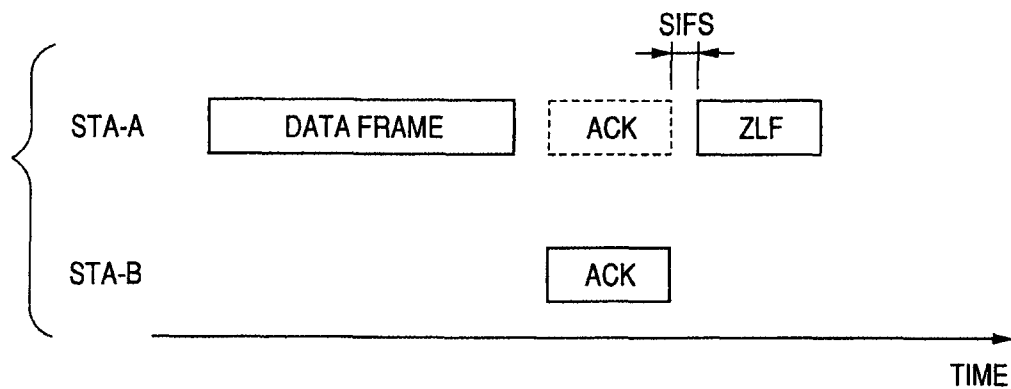 SIFS
STA-A DATA FRAME ACK ZLF
STA-B ACK
TIME